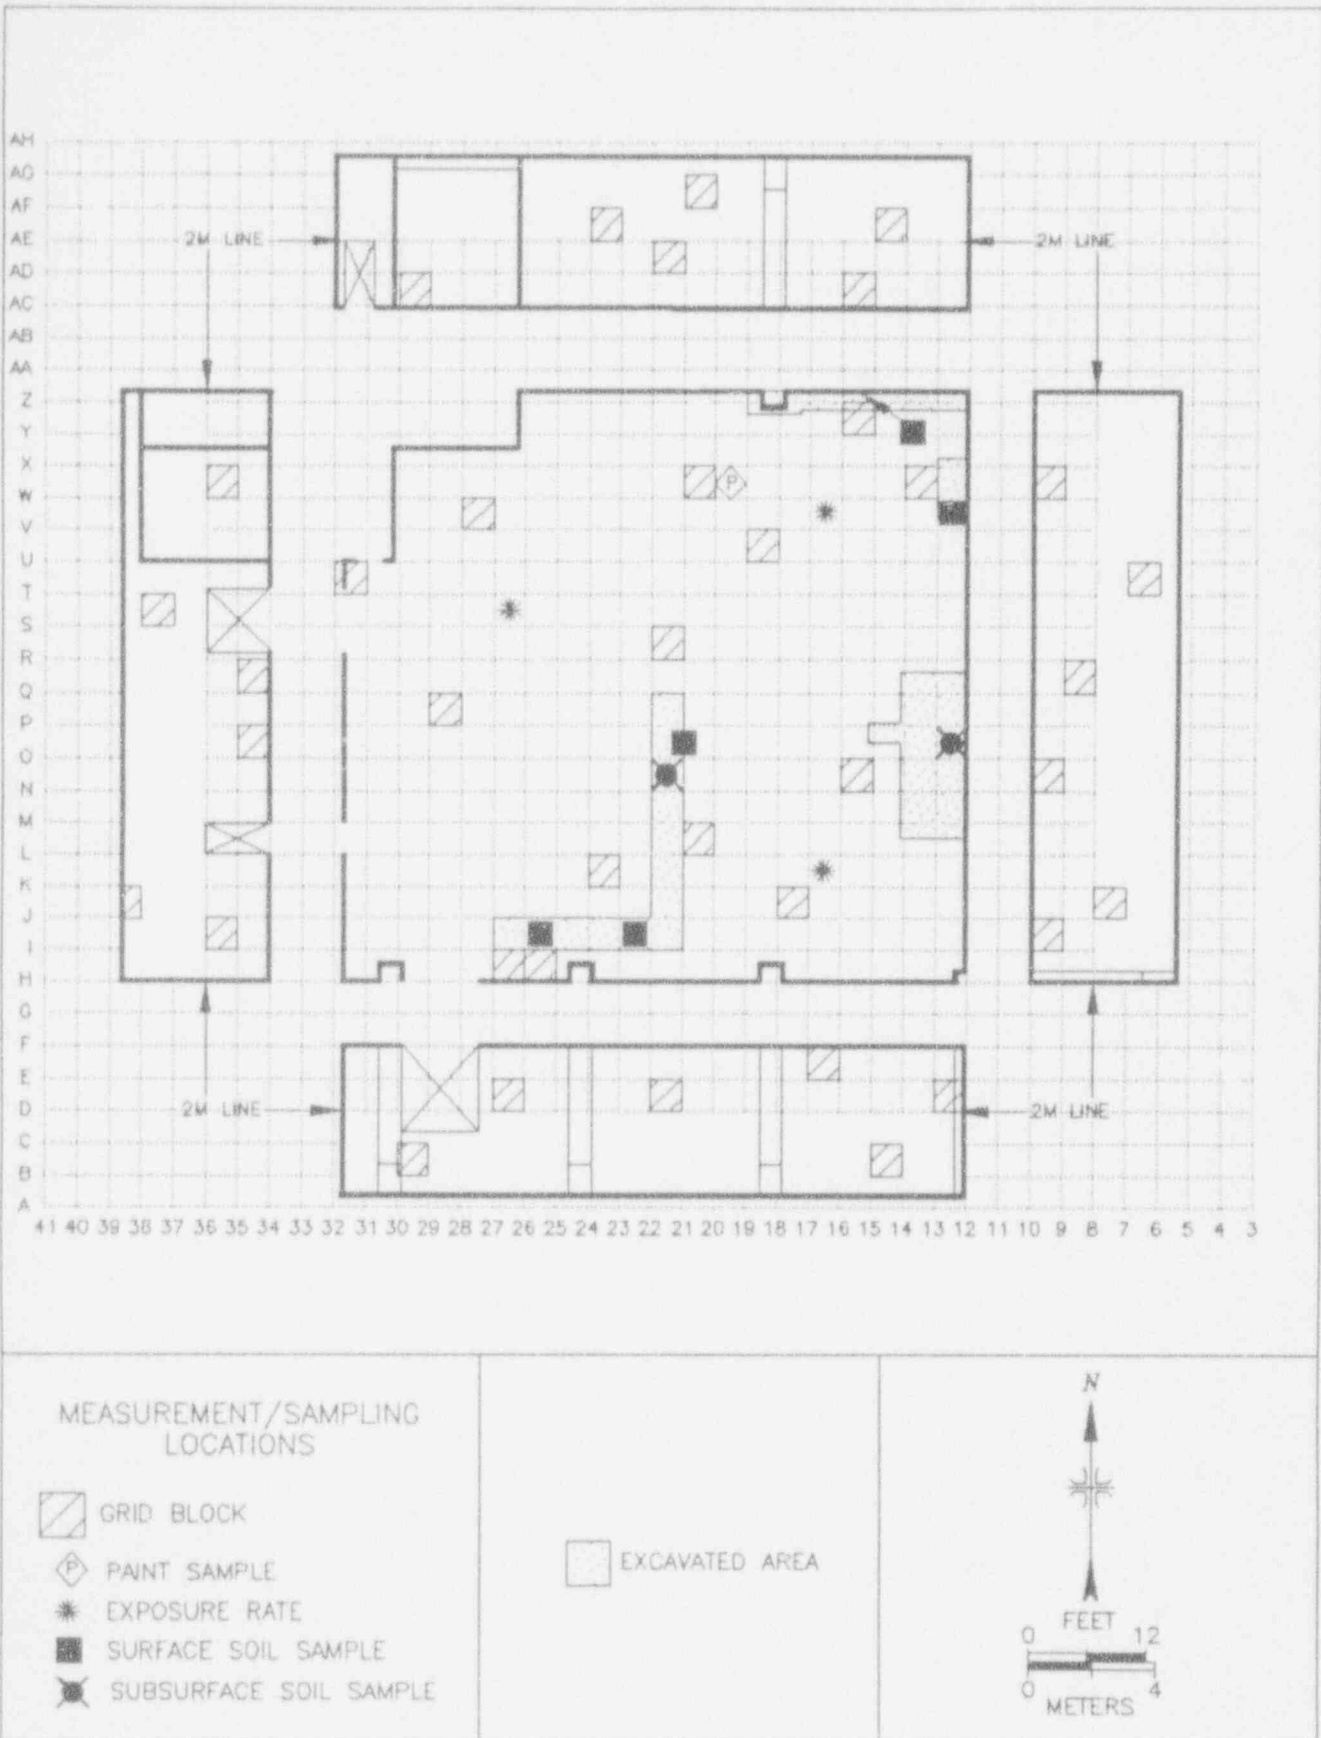 AH
AG
AF
AE
2M LINE
2M LINE
AD
AC
AB
AA
Z
Y
X
W
P
V
U
T
S
R
Q
P
O
N
M
L
K
J
I
H
G
F
E
D
2M LINE
2M LINE
C
B
A
41 40 39 38 37 36 35 34 33 32 31 30 29 28 27 26 25 24 23 22 21 20 19 18 17 16 15 14 13 12 11 10 9 8 7 6 5 4 3
MEASUREMENT/SAMPLING
LOCATIONS
GRID BLOCK
P PAINT SAMPLE
EXPOSURE RATE
SURFACE SOIL SAMPLE
SUBSURFACE SOIL SAMPLE
EXCAVATED AREA
N
FEET
0 12
0 4
METERS